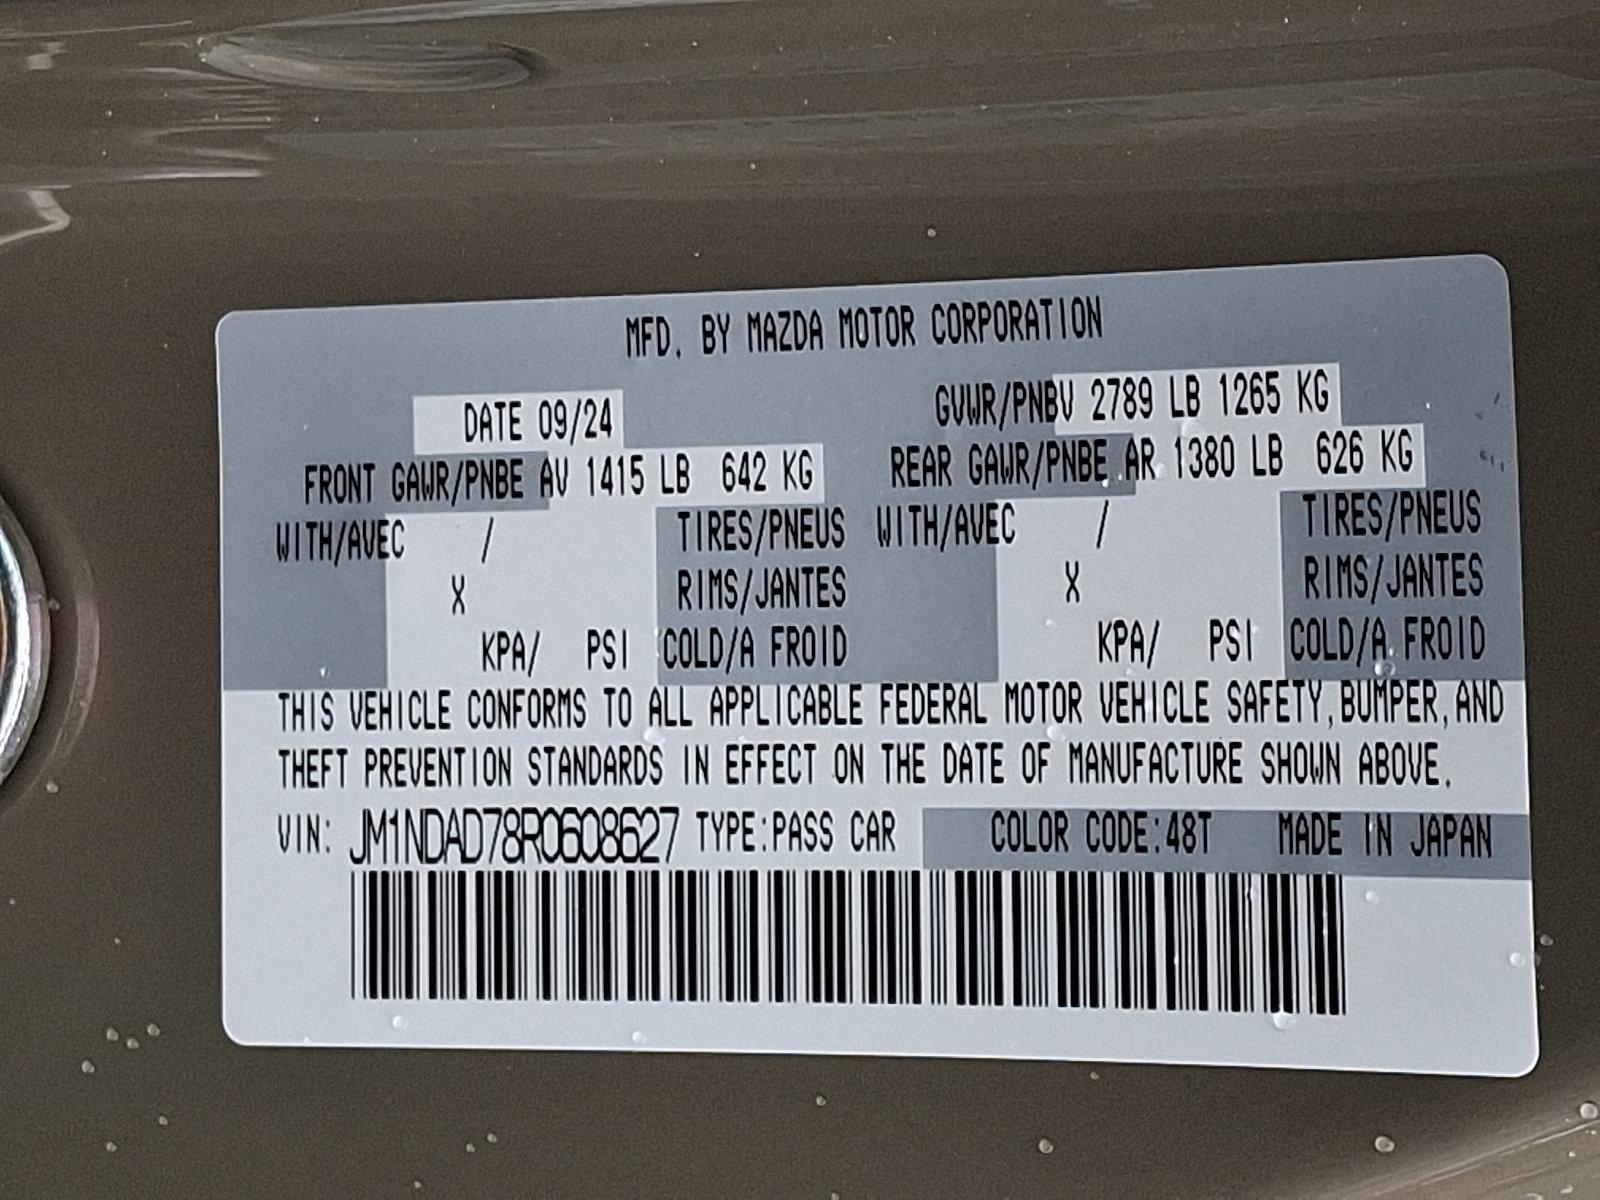 MFD. BY MAZDA MOTOR CORPORATION
DATE 09/24 GVWR/PNBV 2789 LB 1265 KG
FRONT GAWR/PNBE AV 1415 LB 642 KG REAR GAWR/PNBE AR 1380 LB 626 KG
WITH/AVEC / TIRES/PNEUS WITH/AVEC / TIRES/PNEUS
X RIMS/JANTES X RIMS/JANTES
KPA/ PSI COLD/A FROID KPA/ PSI COLD/A FROID
THIS VEHICLE CONFORMS TO ALL APPLICABLE FEDERAL MOTOR VEHICLE SAFETY, BUMPER, AND
THEFT PREVENTION STANDARDS IN EFFECT ON THE DATE OF MANUFACTURE SHOWN ABOVE.
VIN: JM1NDAD78R0608627 TYPE:PASS CAR COLOR CODE:48T MADE IN JAPAN